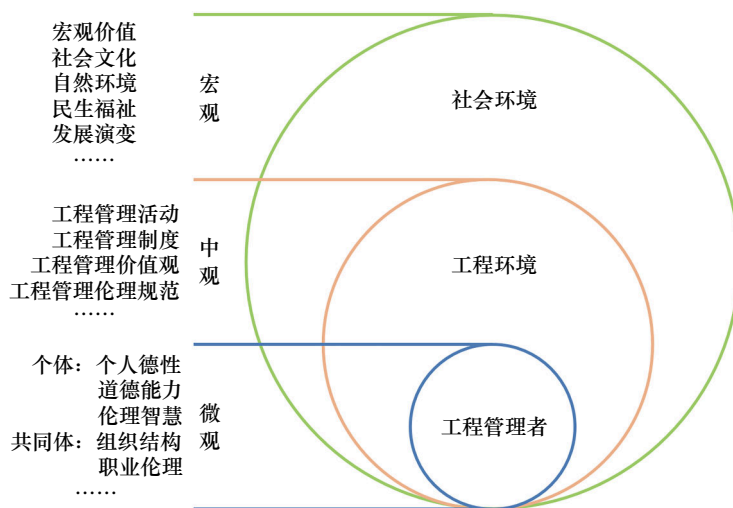 宏观价值
社会文化
自然环境
民生福祉
发展演变
……
宏观
社会环境
工程管理活动
工程管理制度
工程管理价值观
工程管理伦理规范
……
中观
工程环境
个体：个人德性
道德能力
伦理智慧
共同体：组织结构
职业伦理
……
微观
工程管理者